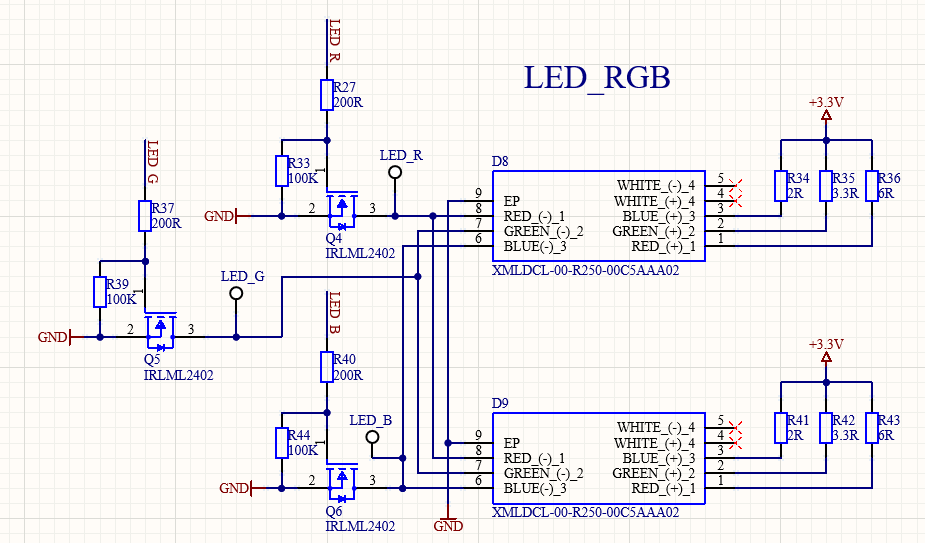 LED_RGB
LED_R
R27
200R
R33
100K
1
GND
2
3
Q4
IRLML2402
LED_R
LED_G
R37
200R
R39
100K
1
GND
2
3
Q5
IRLML2402
LED_G
LED_B
R40
200R
R44
100K
1
GND
2
3
Q6
IRLML2402
LED_B
D8
WHITE_(-)_4 5
9 EP WHITE_(+)_4 4
8 RED_(-)_1 BLUE_(+)_3 3
7 GREEN_(-)_2 GREEN_(+)_2 2
6 BLUE(-)_3 RED_(+)_1 1
XMLDCL-00-R250-00C5AAA02
+3.3V
R34 R35 R36
2R 3.3R 6R
D9
WHITE_(-)_4 5
9 EP WHITE_(+)_4 4
8 RED_(-)_1 BLUE_(+)_3 3
7 GREEN_(-)_2 GREEN_(+)_2 2
6 BLUE(-)_3 RED_(+)_1 1
XMLDCL-00-R250-00C5AAA02
GND
+3.3V
R41 R42 R43
2R 3.3R 6R